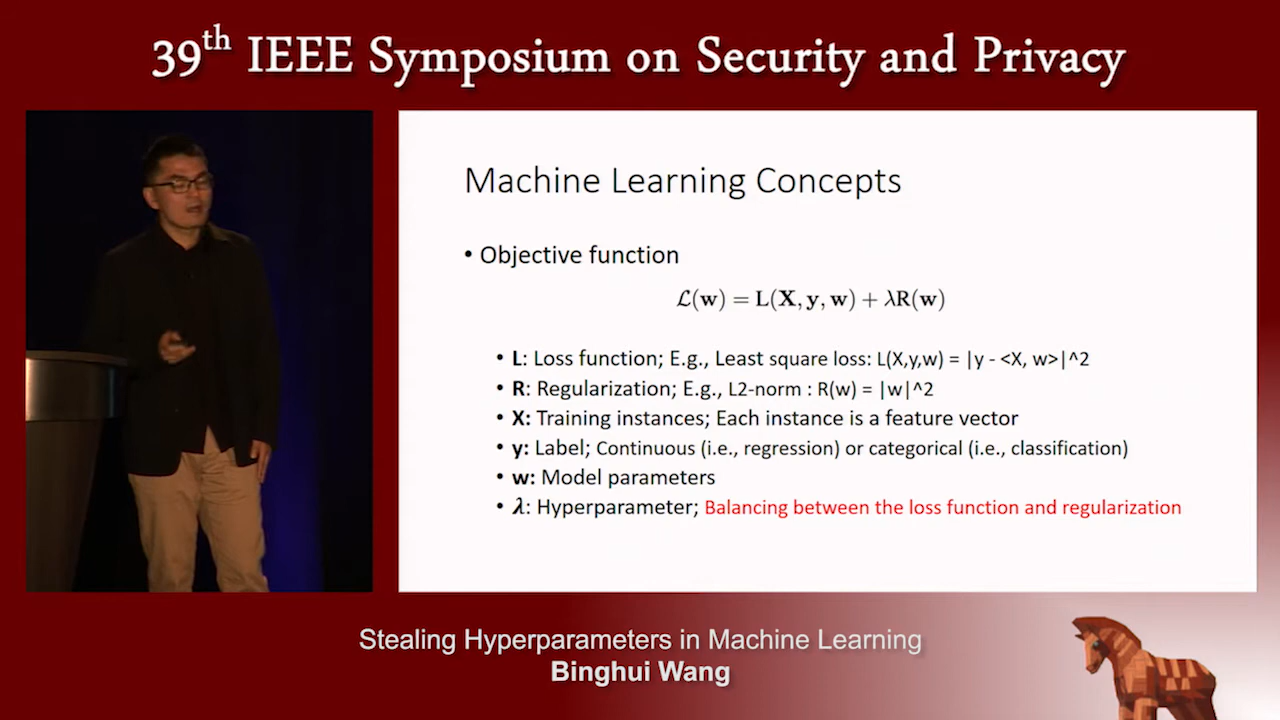 39th IEEE Symposium on Security and Privacy
Machine Learning Concepts
• Objective function
ℒ(w) = L(X, y, w) + λR(w)
• L: Loss function; E.g., Least square loss: L(X,y,w) = |y - <X, w>|^2
• R: Regularization; E.g., L2-norm : R(w) = |w|^2
• X: Training instances; Each instance is a feature vector
• y: Label; Continuous (i.e., regression) or categorical (i.e., classification)
• w: Model parameters
• λ: Hyperparameter; Balancing between the loss function and regularization
Stealing Hyperparameters in Machine Learning
Binghui Wang